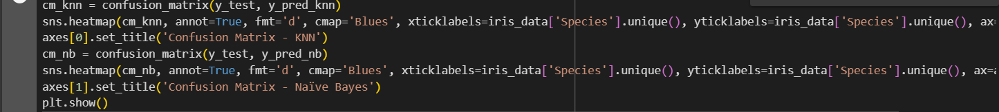 cm_knn = confusion_matrix(y_test, y_pred_knn)
sns.heatmap(cm_knn, annot=True, fmt='d', cmap='Blues', xticklabels=iris_data['Species'].unique(), yticklabels=iris_data['Species'].unique(), ax=
axes[0].set_title('Confusion Matrix - KNN')
cm_nb = confusion_matrix(y_test, y_pred_nb)
sns.heatmap(cm_nb, annot=True, fmt='d', cmap='Blues', xticklabels=iris_data['Species'].unique(), yticklabels=iris_data['Species'].unique(), ax=a
axes[1].set_title('Confusion Matrix - Naïve Bayes')
plt.show()